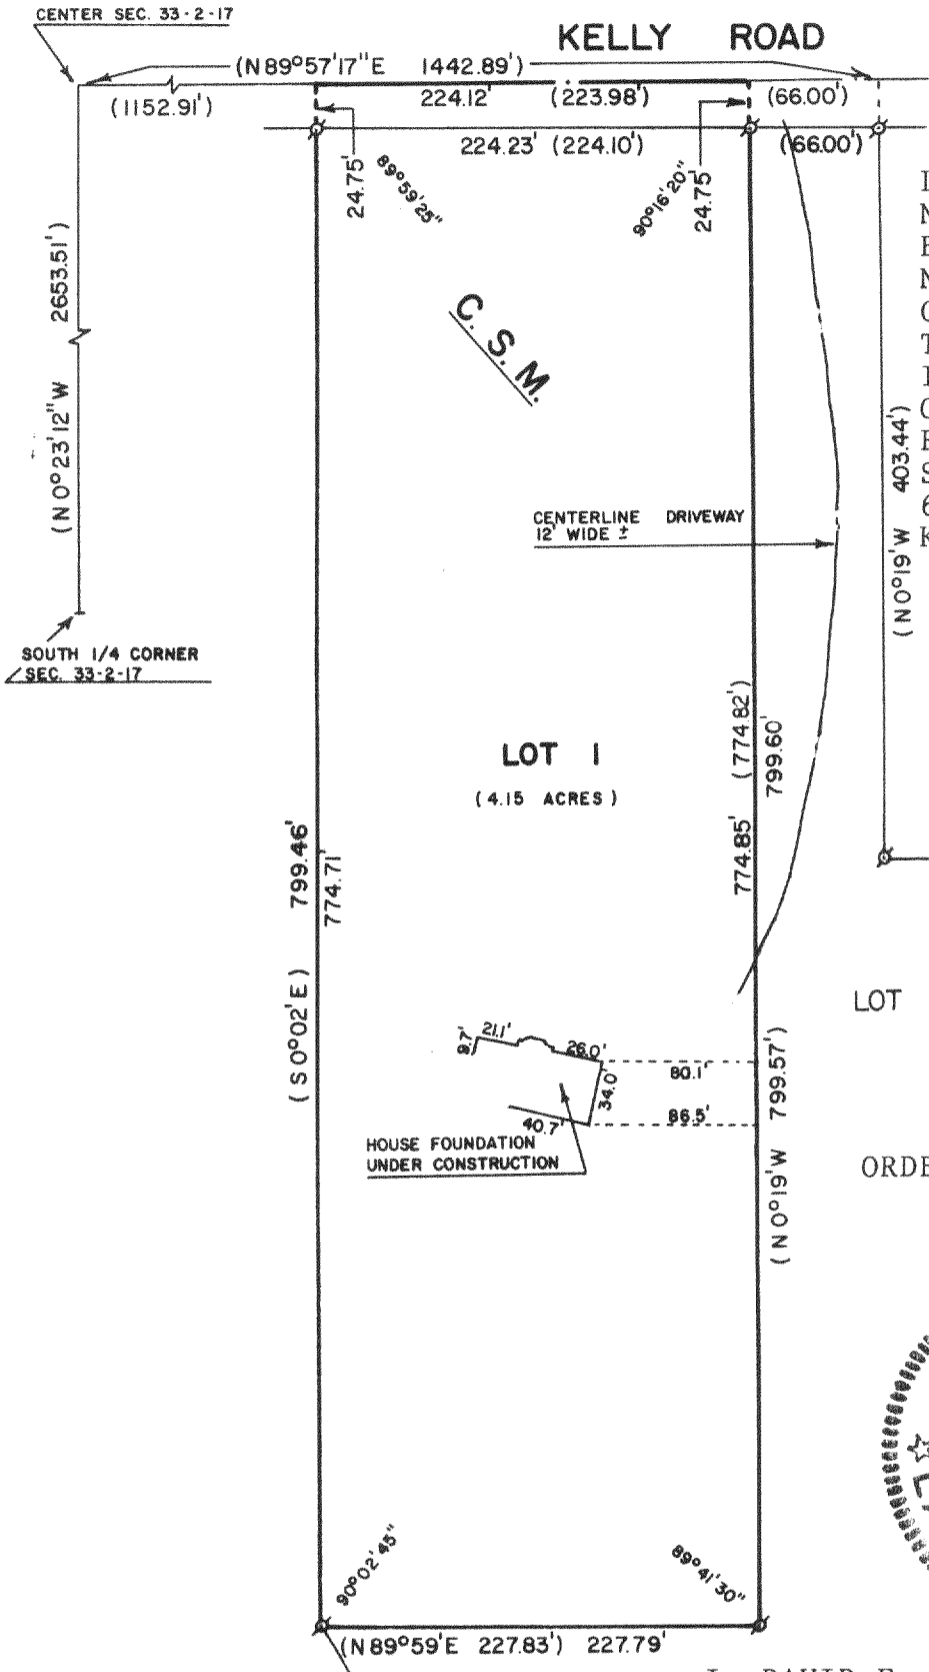 CENTER SEC. 33-2-17
KELLY ROAD
(N89°57'17"E 1442.89')
(1152.91')
224.12' (223.98')
(66.00')
224.23' (224.10')
(66.00')
24.75'
89°59'25"
90°16'20"
24.75'
(N0°23'12"W 2653.51')
C. S. M.
(N0°19'W 403.44')
CENTERLINE DRIVEWAY
12' WIDE ±
SOUTH 1/4 CORNER
SEC. 33-2-17
LOT 1
(4.15 ACRES)
(774.82')
799.60'
774.85'
799.46'
774.71'
(S0°02'E)
LOT
9.7'
21.1'
26.0'
34.0'
40.7'
80.1'
86.5'
(N0°19'W 799.57')
HOUSE FOUNDATION
UNDER CONSTRUCTION
90°02'45"
89°41'30"
(N89°59'E 227.83') 227.79'